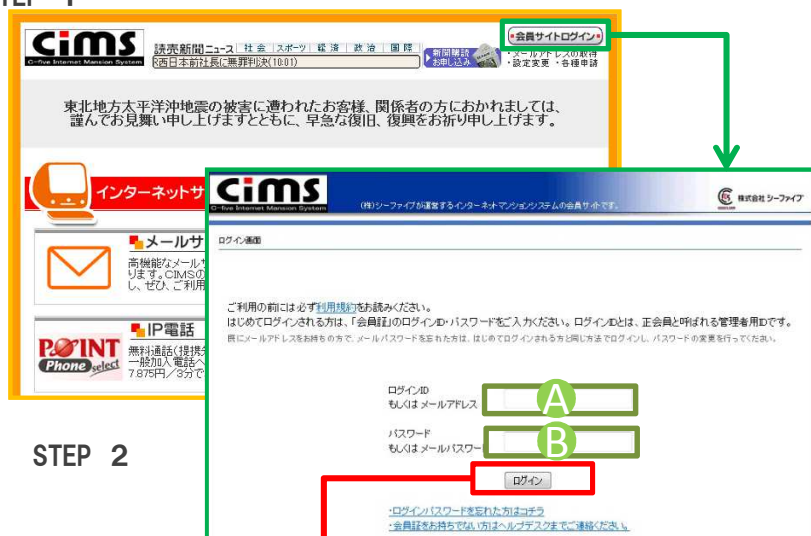 STEP 1
cims
C-five Internet Mansion System
読売新聞ニュース 社会 スポーツ 経済 政治 国際
R西日本前社長に無罪判決(10:01)
新聞購読
お申し込み
会員サイトログイン
・メールアドレスの取得
・設定変更 ・各種申請
東北地方太平洋沖地震の被害に遭われたお客様、関係者の方におかれましては、
謹んでお見舞い申し上げますとともに、早急な復旧、復興をお祈り申し上げます。
インターネットサ
メールサ
高機能なメールサ
ります。CIMSの
し、ぜひ、ご利用
IP電話
POINT
Phone select
無料通話(提携先
一般加入電話へ
7.875円/3分で
cims
C-five Internet Mansion System
(株)シーファイブが運営するインターネットマンションシステムの会員サイトです。
株式会社 シーファイブ
ログイン画面
ご利用の前には必ず利用規約をお読みください。
はじめてログインされる方は、「会員証」のログインID・パスワードをご入力ください。ログインIDとは、正会員と呼ばれる管理者用IDです。
既にメールアドレスをお持ちの方で、メールパスワードを忘れた方は、はじめてログインされる方と同じ方法でログインし、パスワードの変更を行ってください。
ログインID
もしくは メールアドレス
A
パスワード
もしくは メールパスワード
B
ログイン
・ログインパスワードを忘れた方はコチラ
・会員証をお持ちでない方はヘルプデスクまでご連絡ください。
STEP 2